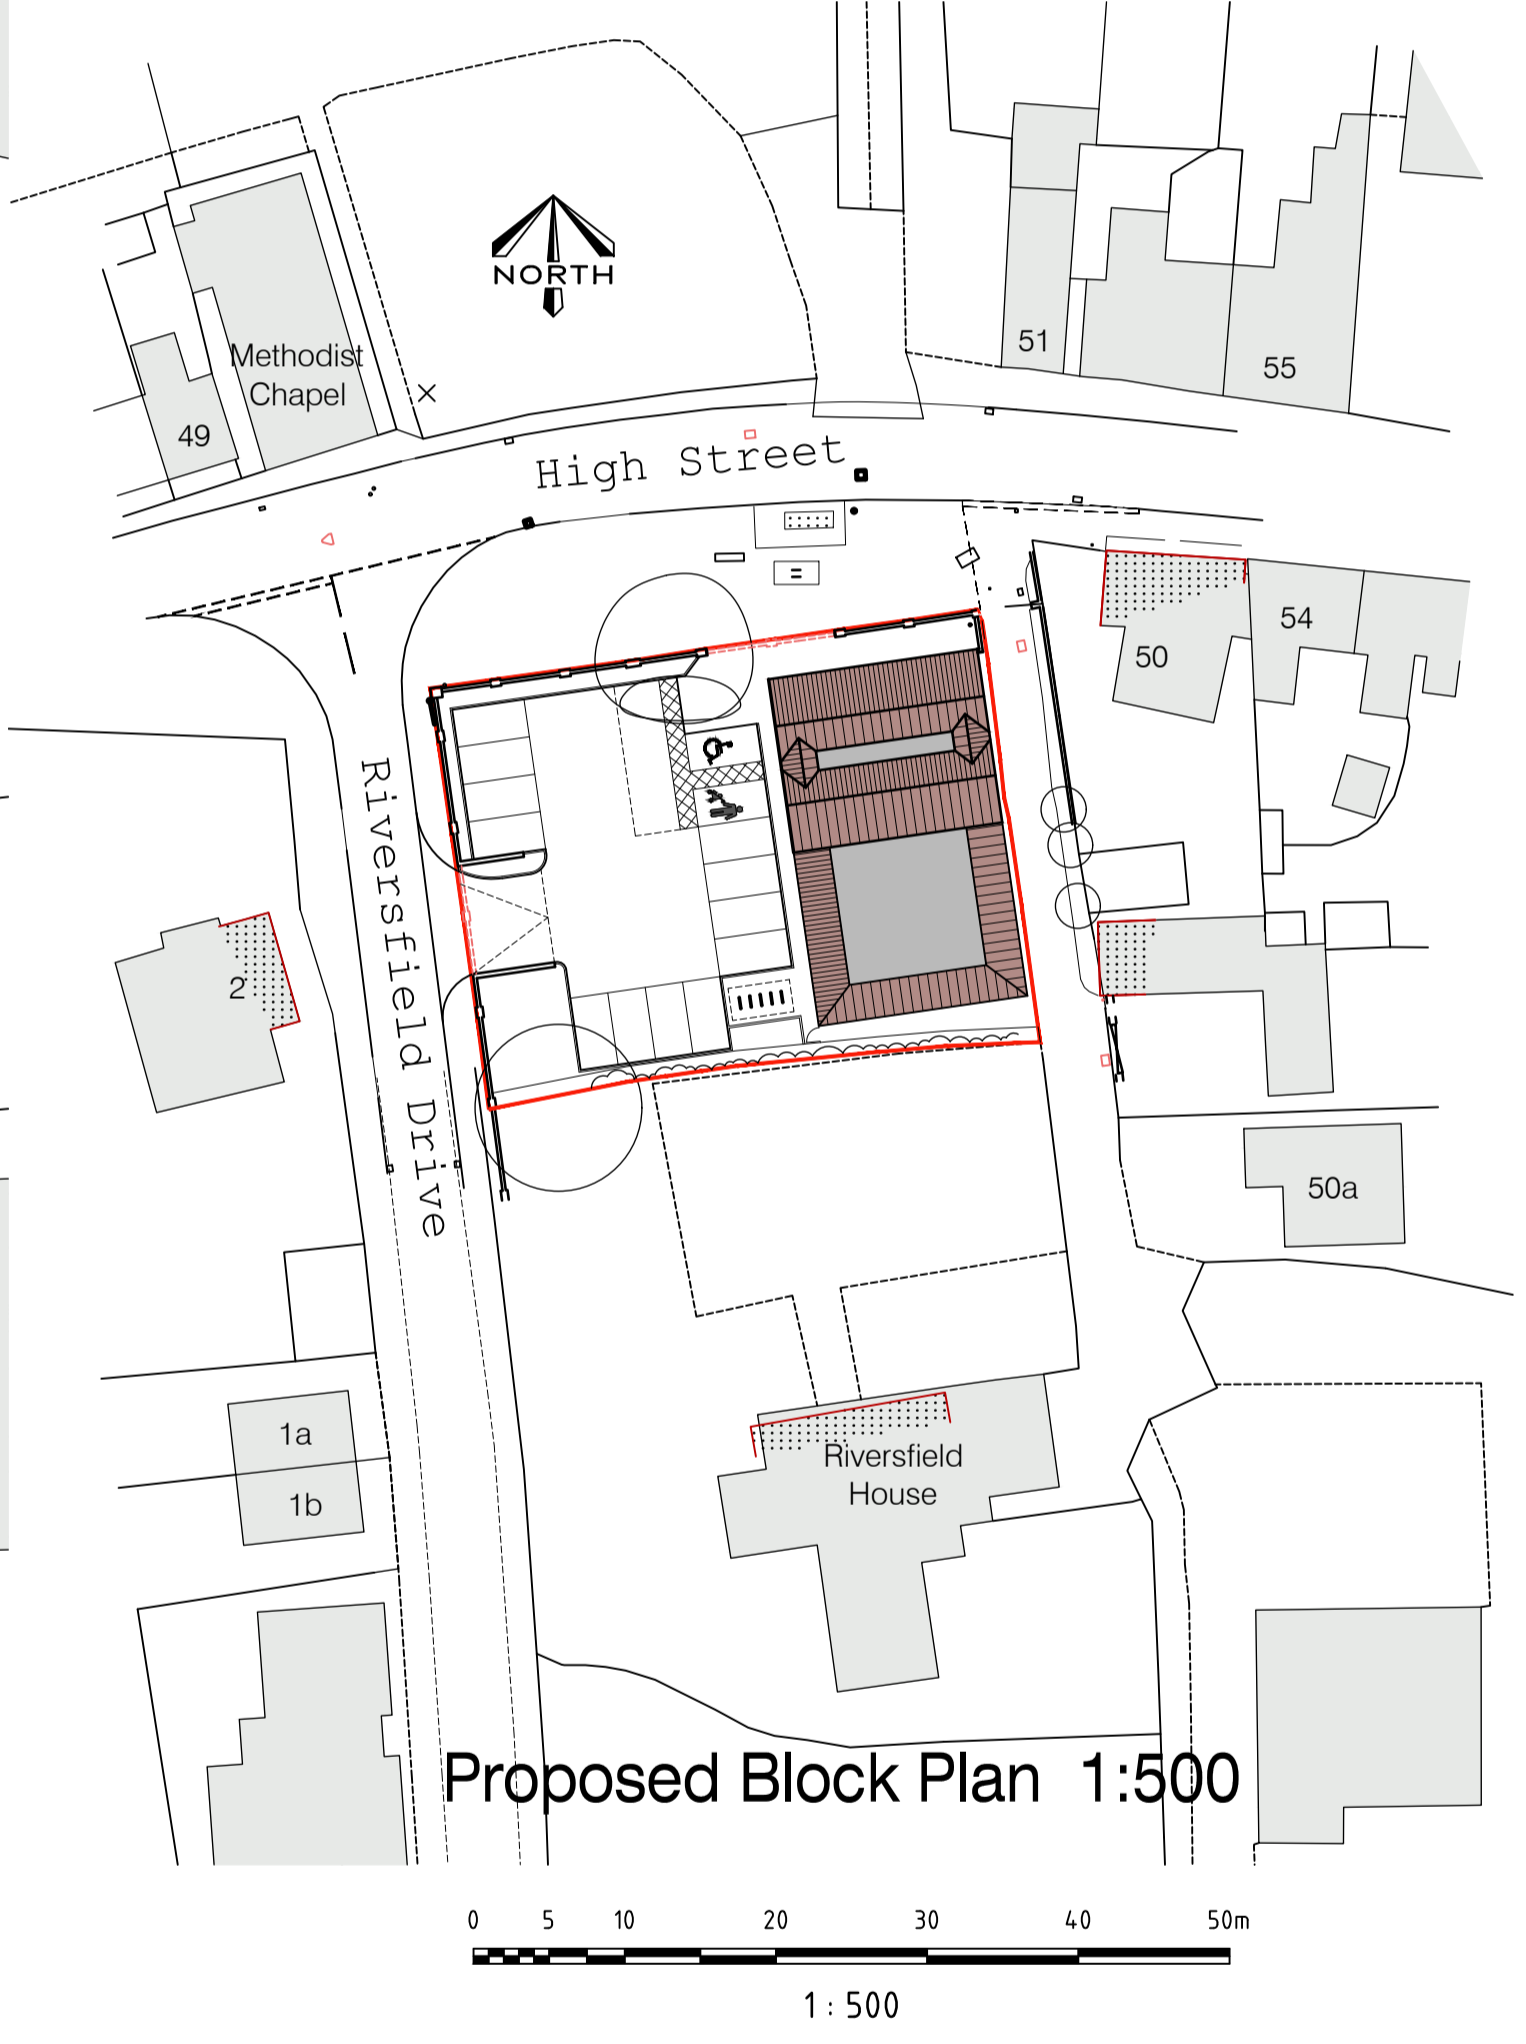 NORTH
Methodist
Chapel
49
51
55
High Street
50
54
Riversfield Drive
2
50a
1a
1b
Riversfield
House
Proposed Block Plan 1:500
0 5 10 20 30 40 50m
1:500